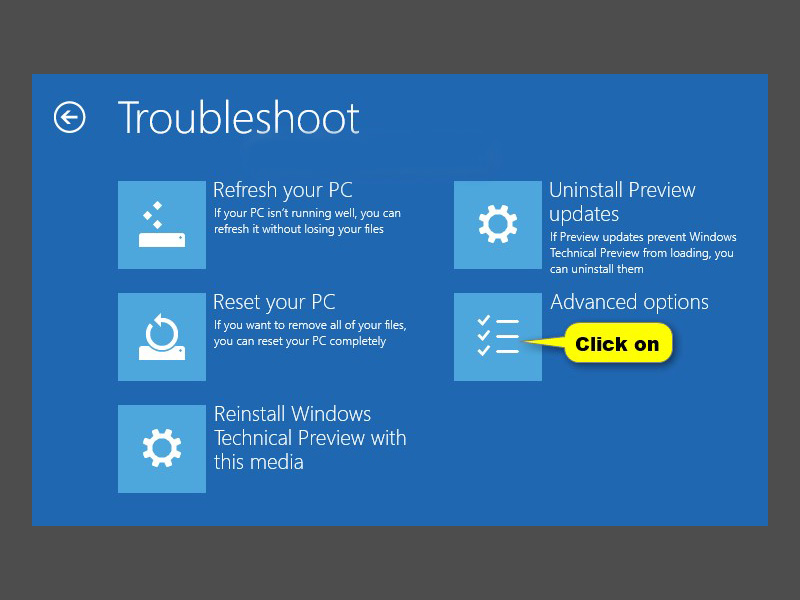 Troubleshoot
Refresh your PC
If your PC isn't running well, you can
refresh it without losing your files
Reset your PC
If you want to remove all of your files,
you can reset your PC completely
Reinstall Windows
Technical Preview with
this media
Uninstall Preview
updates
If Preview updates prevent Windows
Technical Preview from loading, you
can uninstall them
Advanced options
Click on